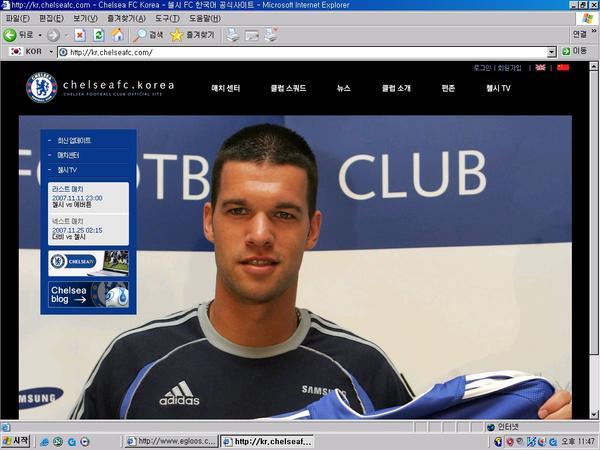 http://kr.chelseafc.com - Chelsea FC Korea - 첼시 FC 한국어 공식사이트 - Microsoft Internet Explorer
파일(F) 편집(E) 보기(V) 즐겨찾기(A) 도구(T) 도움말(H)
뒤로 검색 즐겨찾기 연결
KOR http://kr.chelseafc.com/ 이동
로그인 | 회원가입
chelseafc.korea
CHELSEA FOOTBALL CLUB OFFICIAL SITE
매치 센터 클럽 스쿼드 뉴스 클럽 소개 팬존 첼시 TV
FOOTBALL CLUB
최신 업데이트
매치센터
첼시 TV
라스트 매치
2007.11.11 23:00
첼시 vs 에버튼
넥스트 매치
2007.11.25 02:15
더비 vs 첼시
CHELSEATV
Chelsea
blog
adidas
SAMSUNG
SAMSUNG
인터넷
시작 http://www.egloos.c... http://kr.chelseaf... 오후 11:47